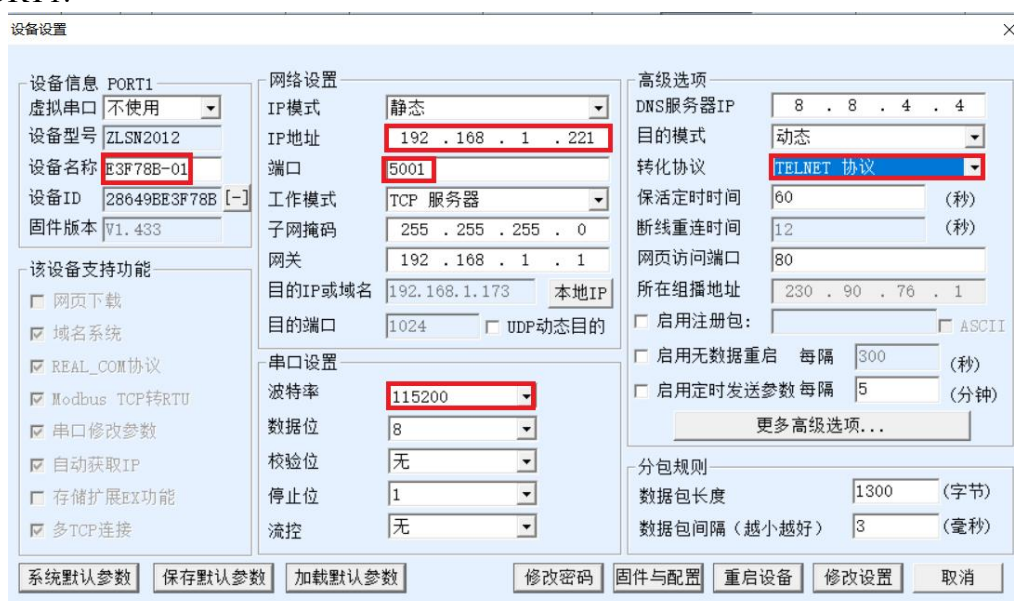 设备设置
设备信息 PORT1
虚拟串口 不使用
设备型号 ZLSN2012
设备名称 E3F78B-01
设备ID 28649BE3F78B [-]
固件版本 V1.433
该设备支持功能
网页下载
域名系统
REAL_COM协议
Modbus TCP转RTU
串口修改参数
自动获取IP
存储扩展EX功能
多TCP连接
网络设置
IP模式 静态
IP地址 192 .168 . 1 . 221
端口 5001
工作模式 TCP 服务器
子网掩码 255 . 255 . 255 . 0
网关 192 . 168 . 1 . 1
目的IP或域名 192.168.1.173 本地IP
目的端口 1024 UDP动态目的
串口设置
波特率 115200
数据位 8
校验位 无
停止位 1
流控 无
高级选项
DNS服务器IP 8 . 8 . 4 . 4
目的模式 动态
转化协议 TELNET 协议
保活定时时间 60 (秒)
断线重连时间 12 (秒)
网页访问端口 80
所在组播地址 230 . 90 . 76 . 1
启用注册包: ASCII
启用无数据重启 每隔 300 (秒)
启用定时发送参数 每隔 5 (分钟)
更多高级选项...
分包规则
数据包长度 1300 (字节)
数据包间隔（越小越好） 3 (毫秒)
系统默认参数 保存默认参数 加载默认参数 修改密码 固件与配置 重启设备 修改设置 取消